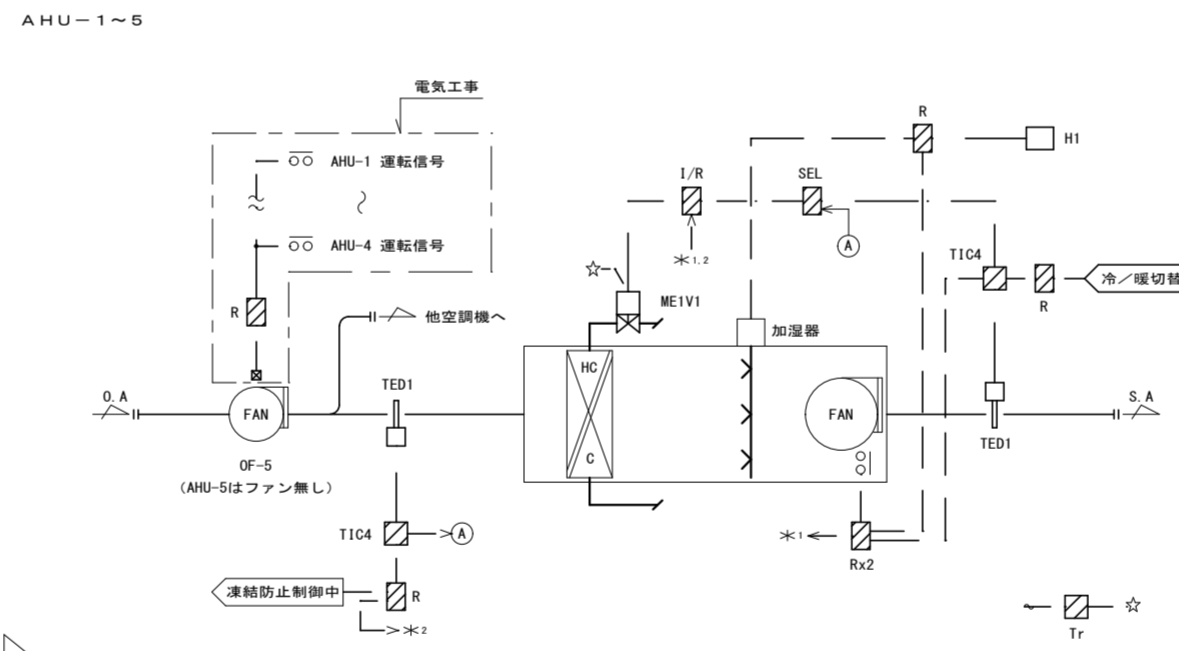 AHU-1~5
電気工事
AHU-1 運転信号
AHU-4 運転信号
R
R
H1
I/R
SEL
A
*1,2
☆
ME1V1
TIC4
R
冷/暖切替
他空調機へ
加湿器
HC
C
O.A
FAN
TED1
FAN
S.A
TED1
OF-5
(AHU-5はファン無し)
TIC4
A
*1
Rx2
凍結防止制御中
R
*2
☆
Tr